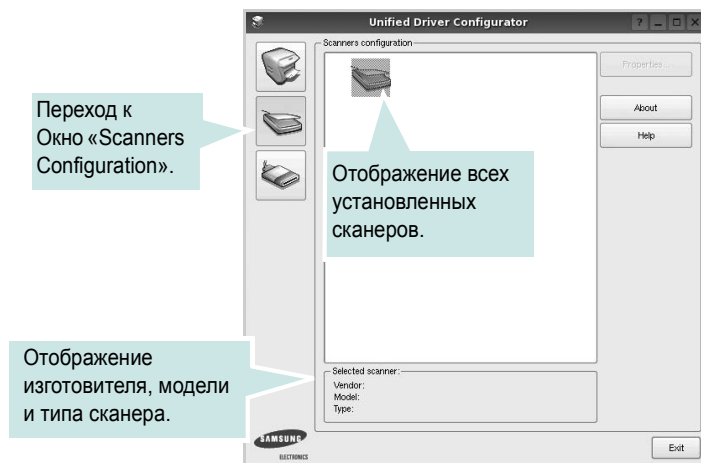 Unified Driver Configurator
Scanners configuration
Properties ...
About
Help
Переход к
Окно «Scanners
Configuration».
Отображение всех
установленных
сканеров.
Отображение
изготовителя, модели
и типа сканера.
Selected scanner:
Vendor:
Model:
Type:
SAMSUNG
ELECTRONICS
Exit